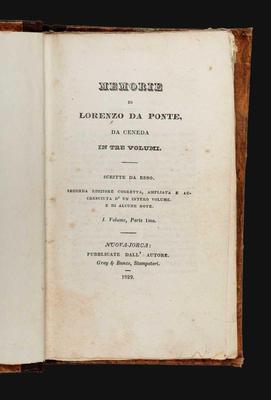 MEMORIE
DI
LORENZO DA PONTE,
DA CENEDA
IN TRE VOLUMI.
SCRITTE DA ESSO.
SECONDA EDIZIONE CORRETTA, AMPLIATA E AC-
CRESCIUTA D' UN INTERO VOLUME.
E DI ALCUNE NOTE.
I. Volume, Parte 1ma.
NUOVA-JORCA:
PUBBLICATE DALL' AUTORE.
Gray & Bunce, Stampatori.
1829.